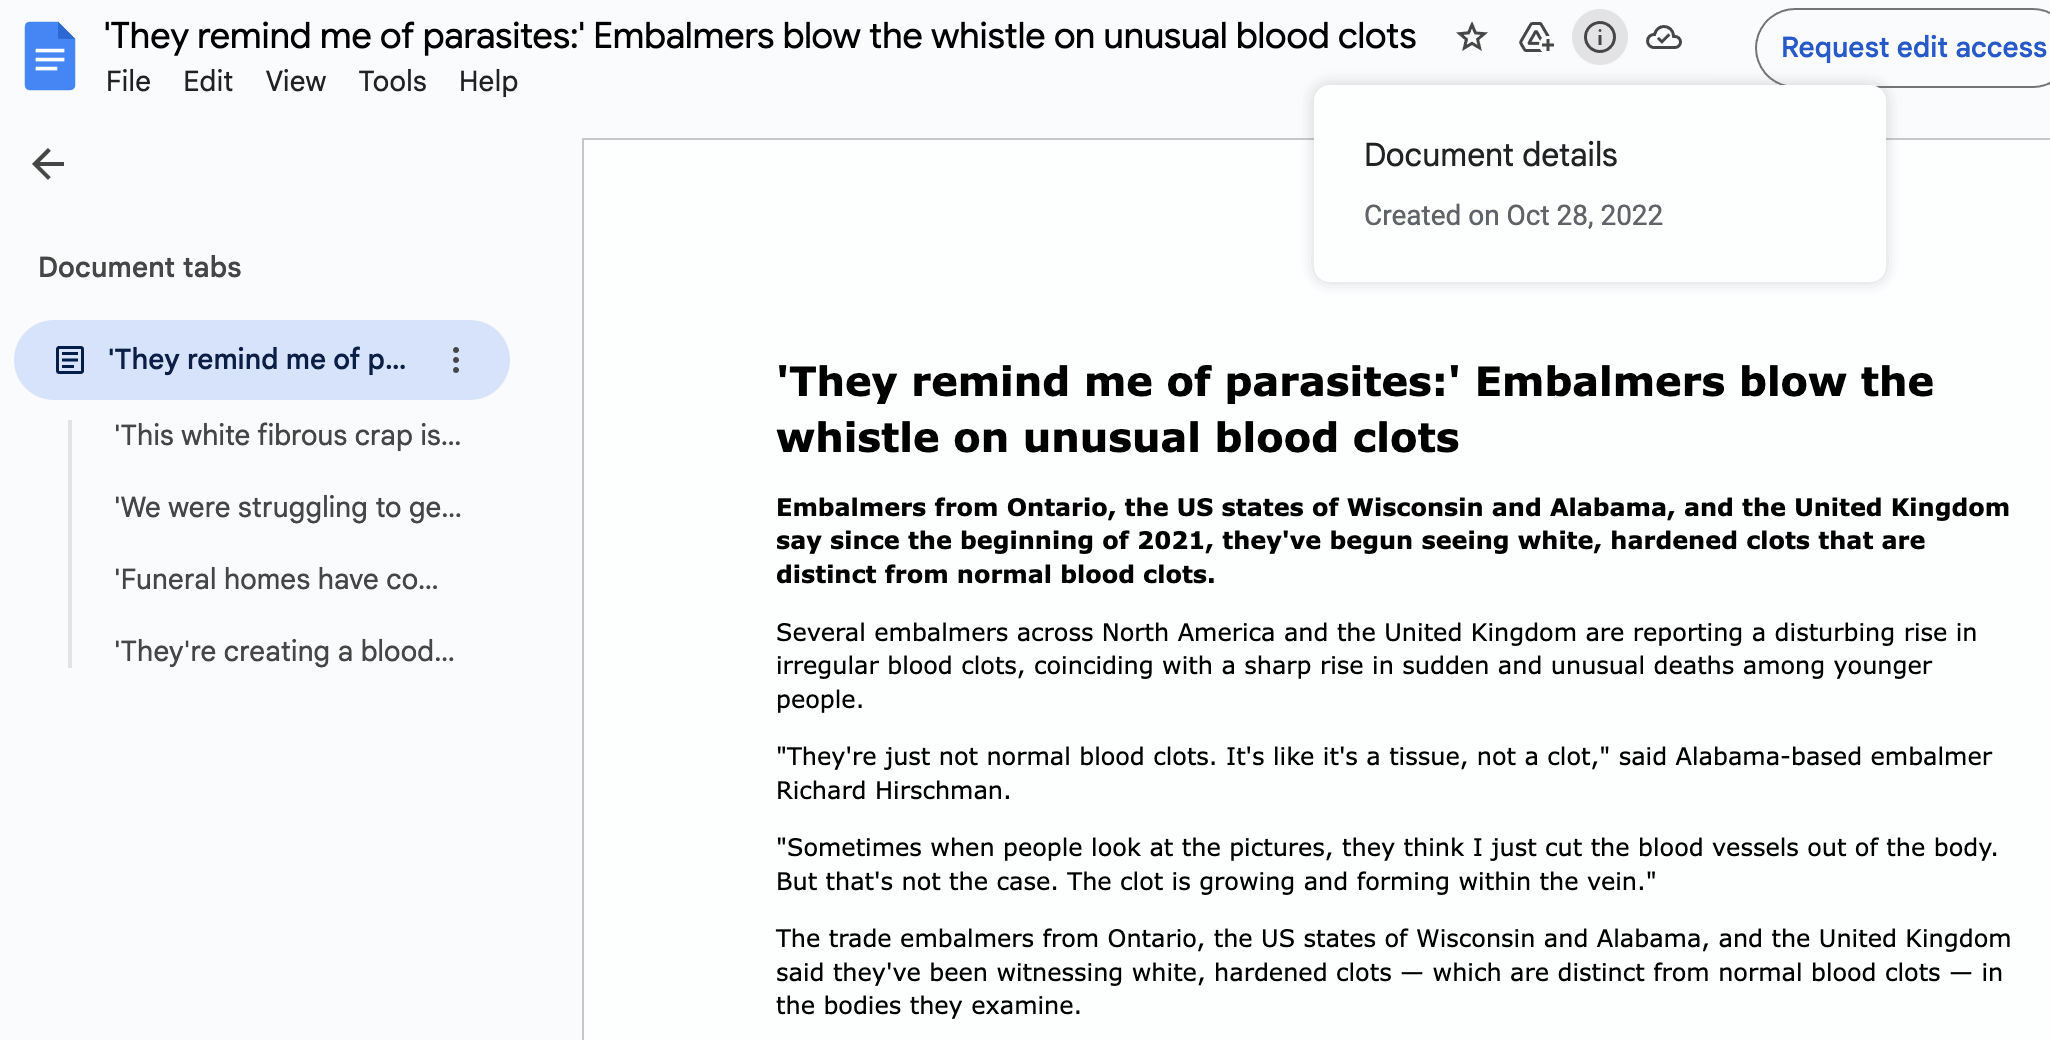 'They remind me of parasites:' Embalmers blow the whistle on unusual blood clots
Request edit access
File Edit View Tools Help
Document details
Created on Oct 28, 2022
Document tabs
'They remind me of p...
'This white fibrous crap is...
'We were struggling to ge...
'Funeral homes have co...
'They're creating a blood...
'They remind me of parasites:' Embalmers blow the
whistle on unusual blood clots
Embalmers from Ontario, the US states of Wisconsin and Alabama, and the United Kingdom
say since the beginning of 2021, they've begun seeing white, hardened clots that are
distinct from normal blood clots.
Several embalmers across North America and the United Kingdom are reporting a disturbing rise in
irregular blood clots, coinciding with a sharp rise in sudden and unusual deaths among younger
people.
"They're just not normal blood clots. It's like it's a tissue, not a clot," said Alabama-based embalmer
Richard Hirschman.
"Sometimes when people look at the pictures, they think I just cut the blood vessels out of the body.
But that's not the case. The clot is growing and forming within the vein."
The trade embalmers from Ontario, the US states of Wisconsin and Alabama, and the United Kingdom
said they've been witnessing white, hardened clots — which are distinct from normal blood clots — in
the bodies they examine.